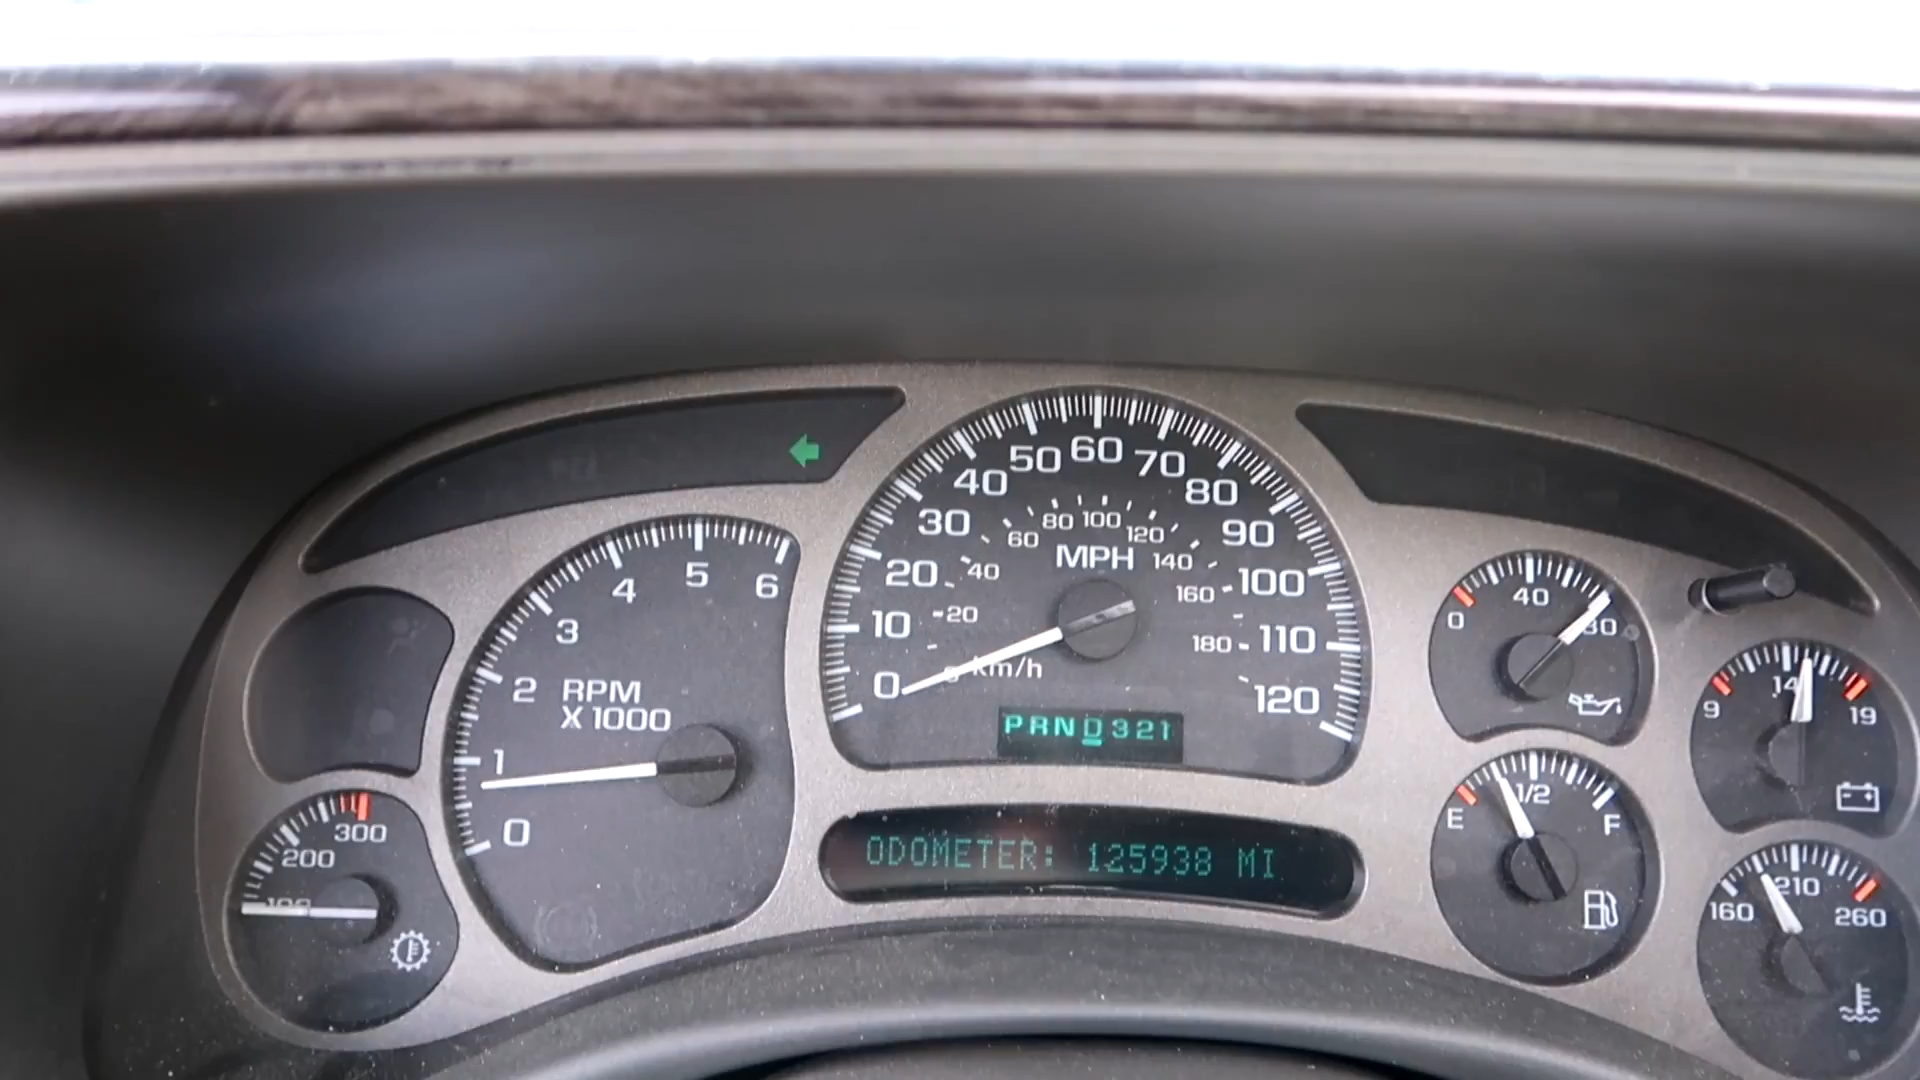 0 1 2 3 4 5 6
RPM
X 1000
100 200 300
0 10 20 30 40 50 60 70 80 90 100 110 120
20 40 60 80 100 120 140 160 180
MPH
km/h
PRND321
ODOMETER: 125938 MI
0 40 80
E 1/2 F
9 14 19
160 210 260